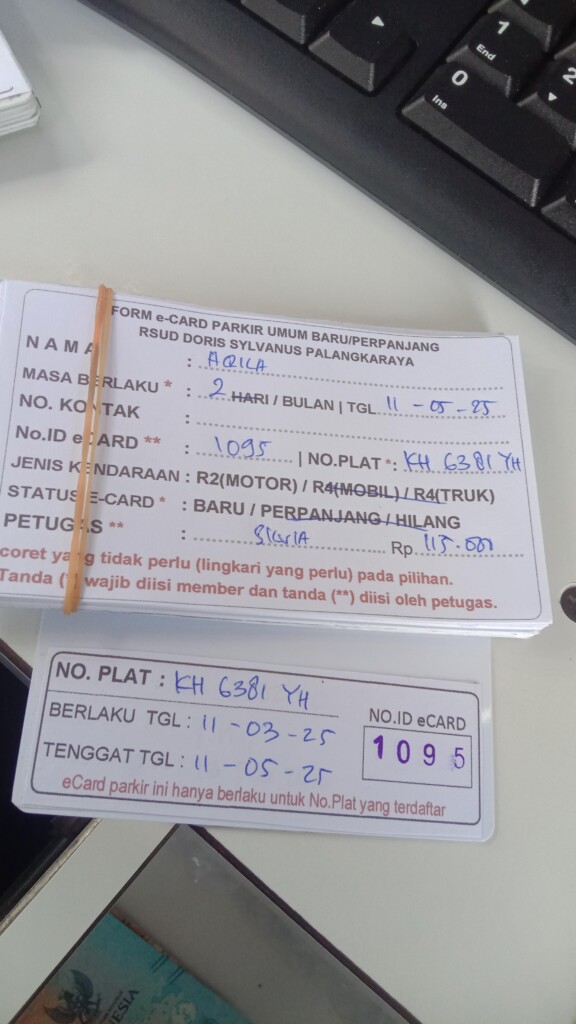 1
End
2
0
Ins
FORM e-CARD PARKIR UMUM BARU/PERPANJANG
RSUD DORIS SYLVANUS PALANGKARAYA
NAMA : AQILA
MASA BERLAKU * : 2 HARI / BULAN | TGL 11 - 05 - 25
NO. KONTAK :
No.ID eCARD ** : 1095 | NO.PLAT *: KH 6381 YH
JENIS KENDARAAN : R2(MOTOR) / R4(MOBIL) / R4(TRUK)
STATUS E-CARD * : BARU / PERPANJANG / HILANG
PETUGAS ** : Rp. 115.000
coret yang tidak perlu (lingkari yang perlu) pada pilihan.
Tanda (*) wajib diisi member dan tanda (**) diisi oleh petugas.
NO. PLAT : KH 6381 YH
BERLAKU TGL : 11 - 03 - 25
NO.ID eCARD
1095
TENGGAT TGL : 11 - 05 - 25
eCard parkir ini hanya berlaku untuk No.Plat yang terdaftar